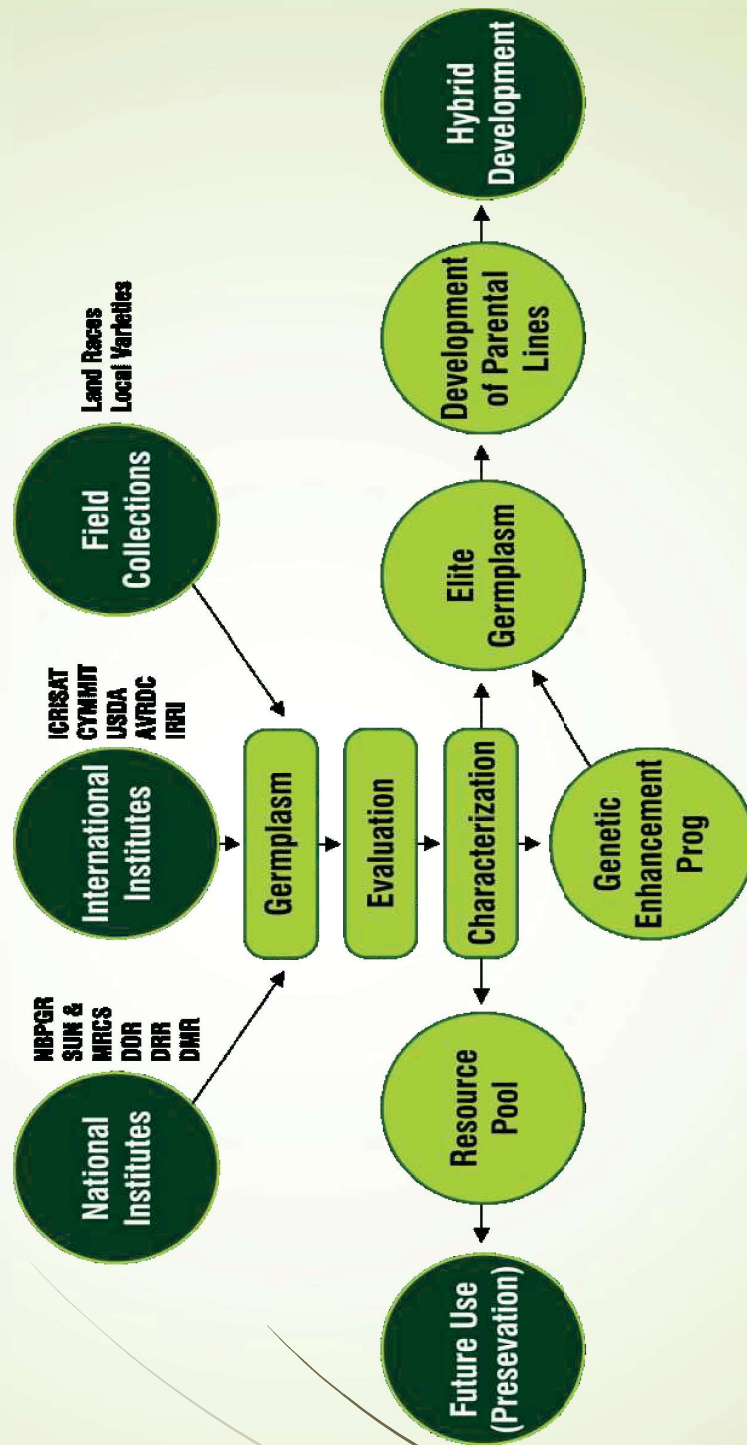 National
Institutes
NBPGR
SUN &
MRCS
DOR
DRR
DMR
International
Institutes
ICRISAT
CYMMIT
USDA
AVRDC
IRRI
Field
Collections
Land Races
Local Varieties
Germplasm
Evaluation
Characterization
Future Use
(Presevation)
Resource
Pool
Genetic
Enhancement
Prog
Elite
Germplasm
Development
of Parental
Lines
Hybrid
Development